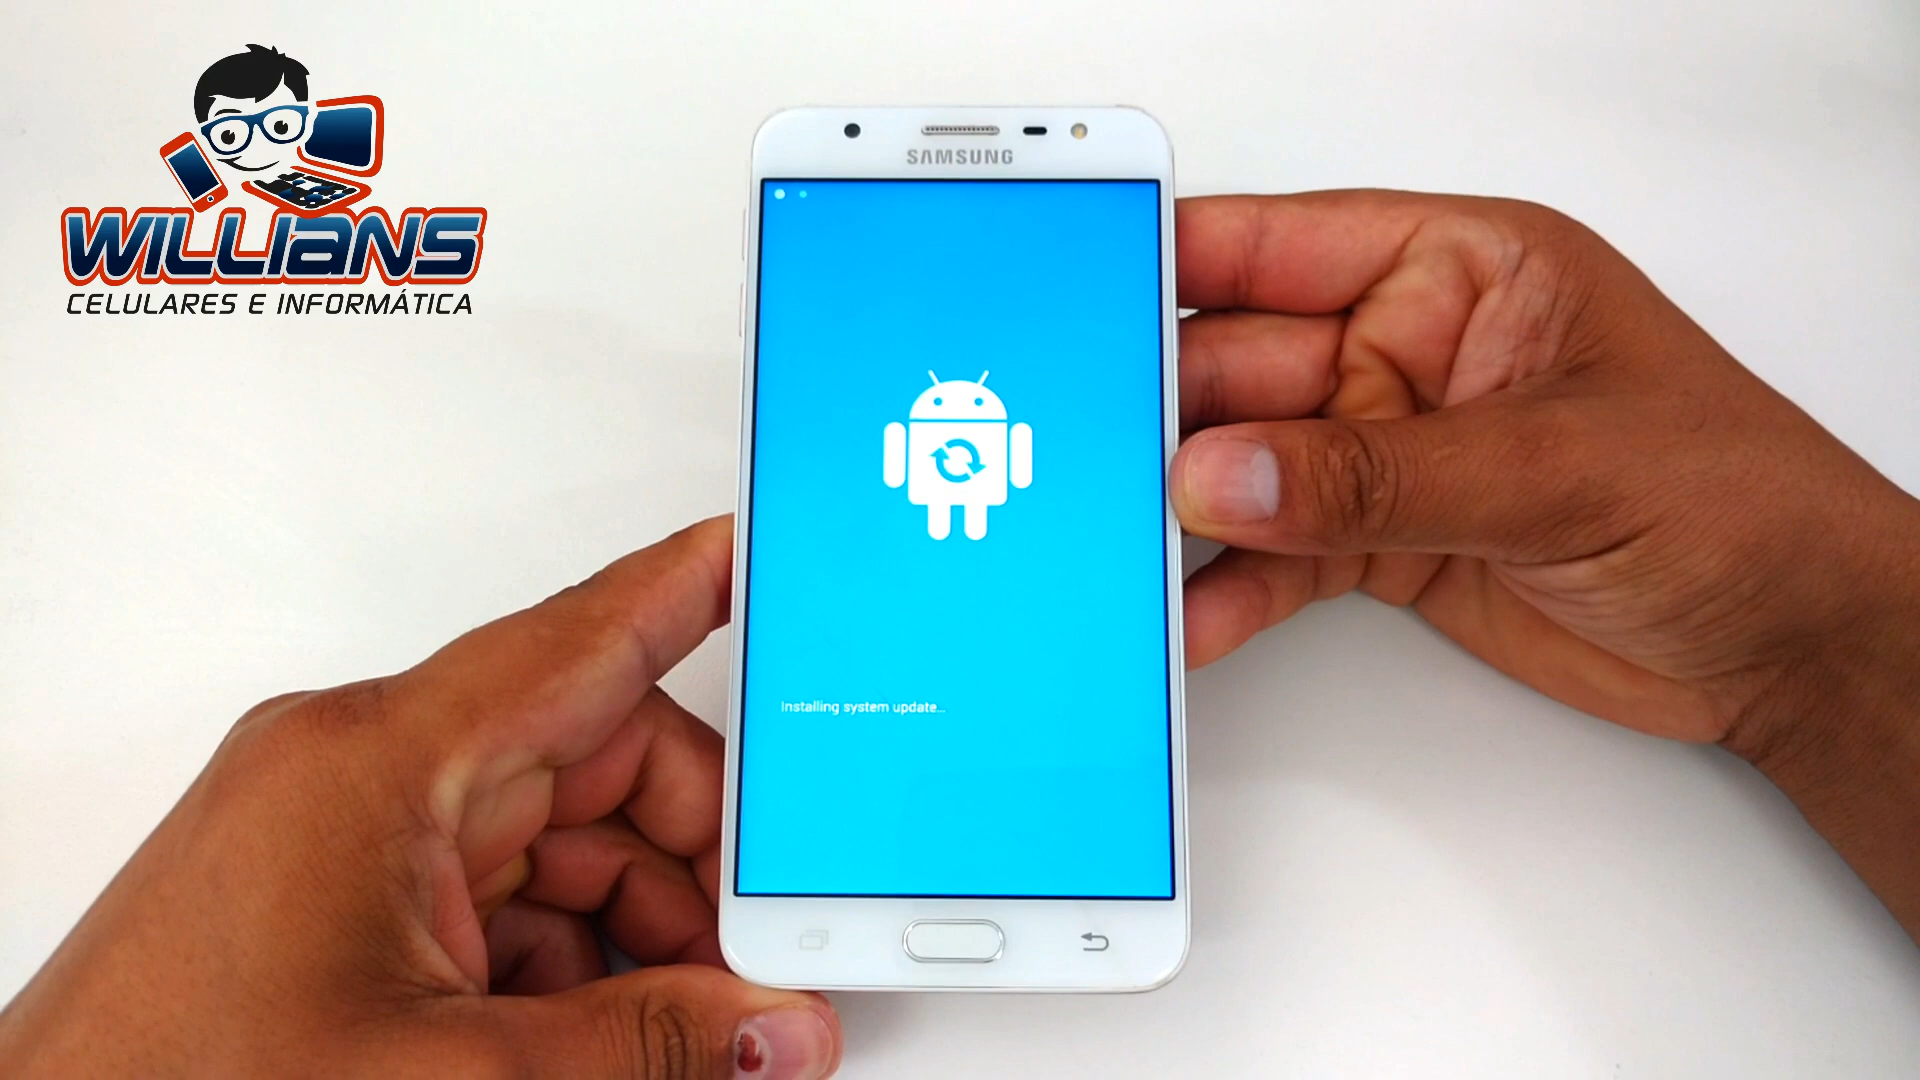 WILLIANS
CELULARES E INFORMÁTICA
SAMSUNG
Installing system update...